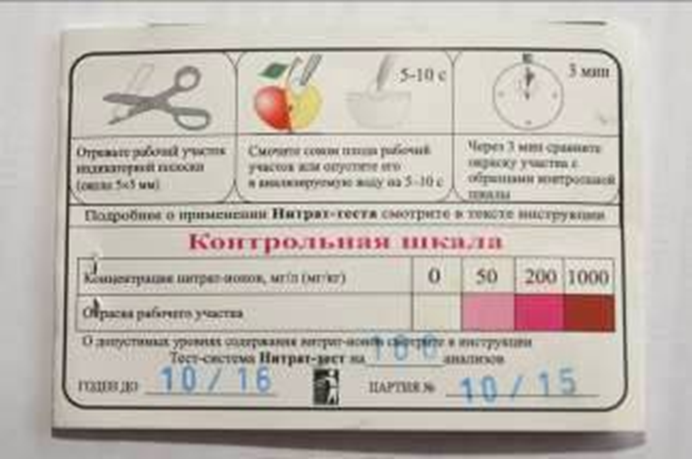 5-10 с
3 мин
Отрежьте рабочий участок
индикаторной полоски
(около 5×5 мм)
Смочите соком плода рабочий
участок или опустите его
в анализируемую воду на 5-10 с
Через 3 мин сравните
окраску участка с
образцами контрольной
шкалы
Подробнее о применении Нитрат-теста смотрите в тексте инструкции
Контрольная шкала
Концентрация нитрат-ионов, мг/л (мг/кг) 0 50 200 1000
Окраска рабочего участка
О допустимых уровнях содержания нитрат-ионов смотрите в инструкции
Тест-система Нитрат-тест на 100 анализов
ГОДЕН ДО 10/16 ПАРТИЯ № 10/15